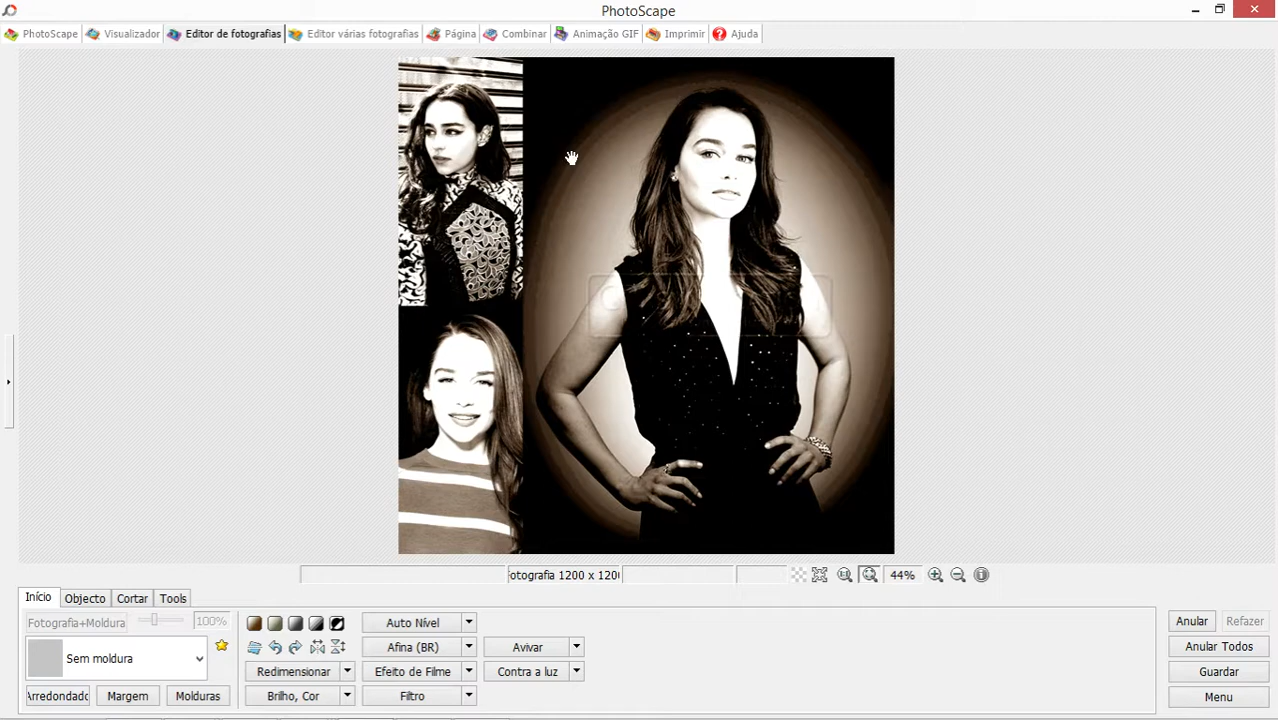 PhotoScape
PhotoScape
Visualizador
Editor de fotografias
Editor várias fotografias
Página
Combinar
Animação GIF
Imprimir
Ajuda
otografia 1200 x 120
44%
Início
Objecto
Cortar
Tools
Fotografia+Moldura
100%
Auto Nível
Anular
Refazer
Afina (BR)
Avivar
Anular Todos
Sem moldura
Redimensionar
Efeito de Filme
Contra a luz
Guardar
Arredondado
Margem
Molduras
Brilho, Cor
Filtro
Menu